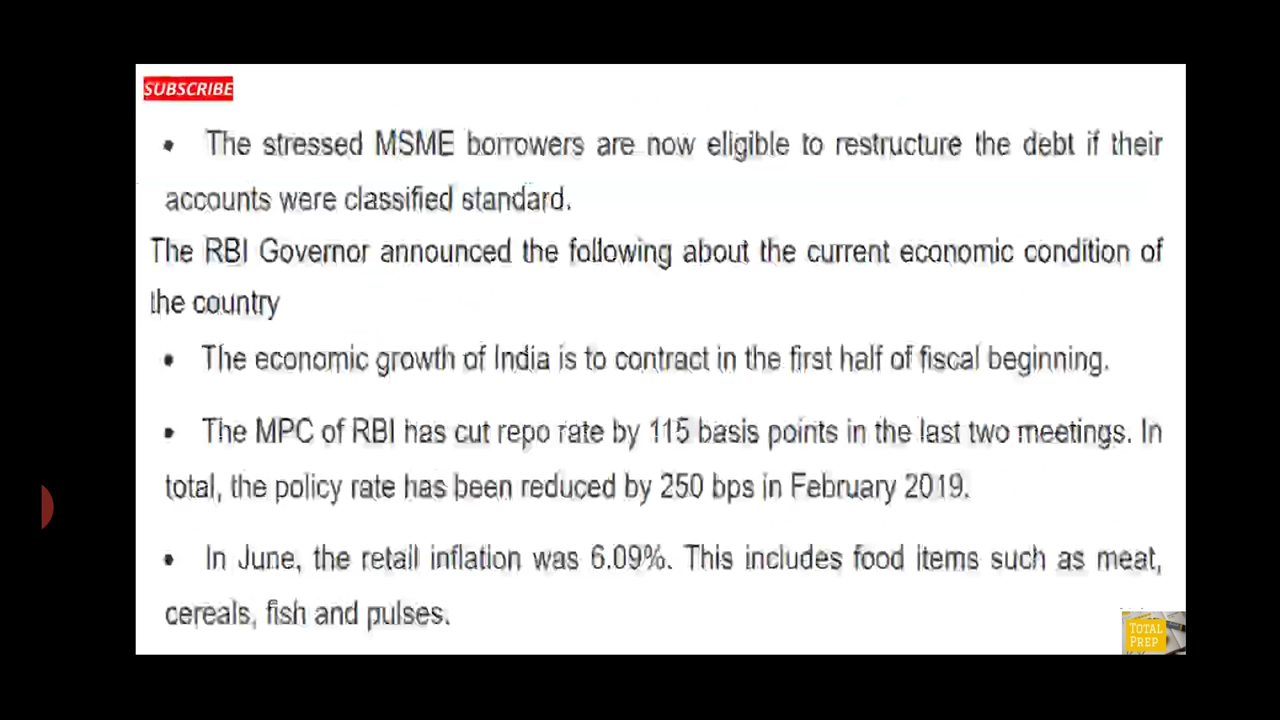 SUBSCRIBE
• The stressed MSME borrowers are now eligible to restructure the debt if their
accounts were classified standard.
The RBI Governor announced the following about the current economic condition of
the country
• The economic growth of India is to contract in the first half of fiscal beginning.
• The MPC of RBI has cut repo rate by 115 basis points in the last two meetings. In
total, the policy rate has been reduced by 250 bps in February 2019.
• In June, the retail inflation was 6.09%. This includes food items such as meat,
cereals, fish and pulses.
TOTAL
PREP